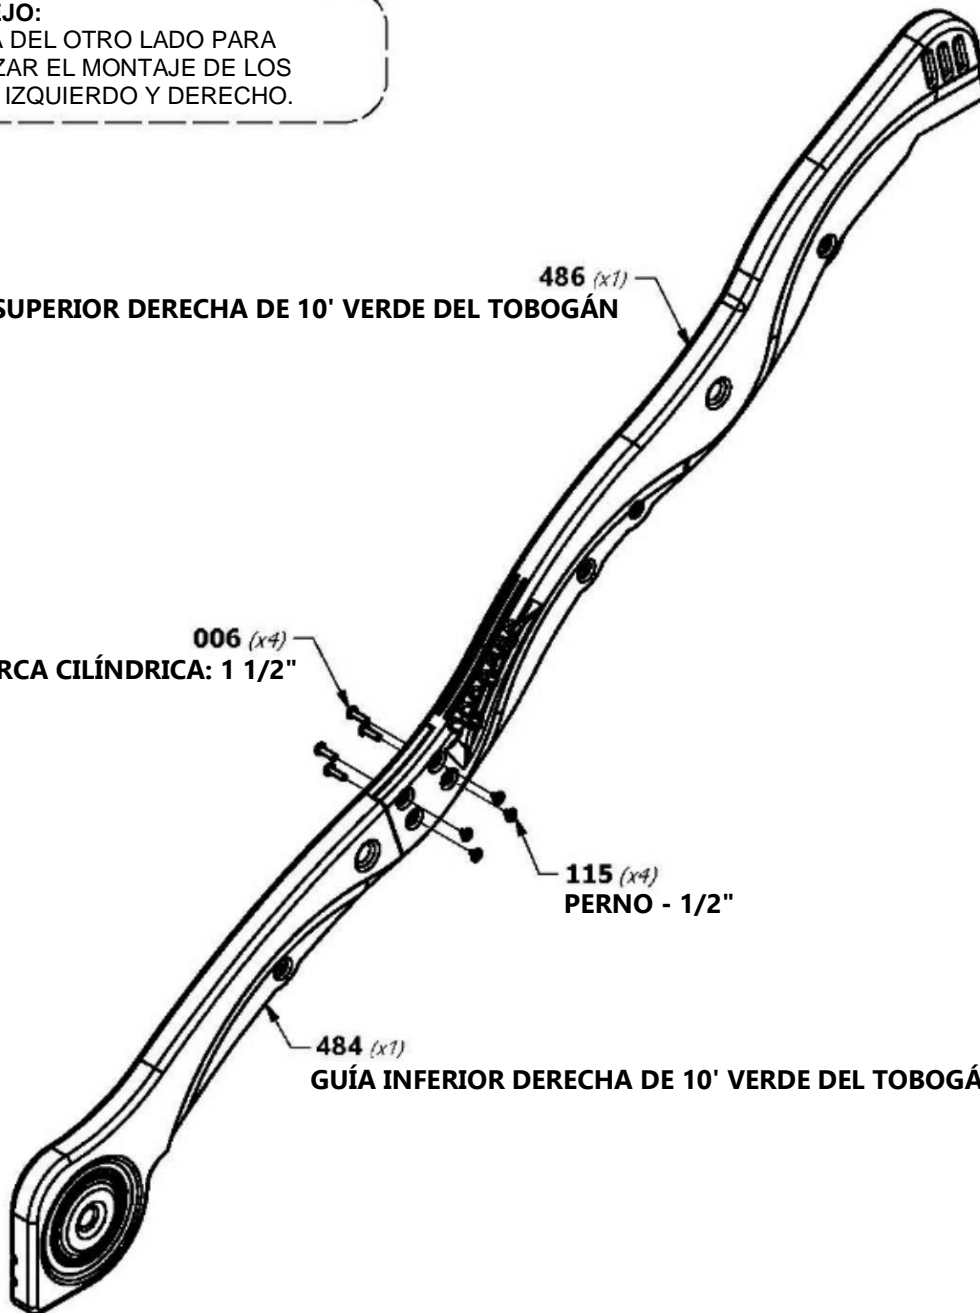 EJO:
A DEL OTRO LADO PARA
ZAR EL MONTAJE DE LOS
IZQUIERDO Y DERECHO.
486 (x1)
SUPERIOR DERECHA DE 10' VERDE DEL TOBOGÁN
006 (x4)
RCA CILÍNDRICA: 1 1/2"
115 (x4)
PERNO - 1/2"
484 (x1)
GUÍA INFERIOR DERECHA DE 10' VERDE DEL TOBOGÁ